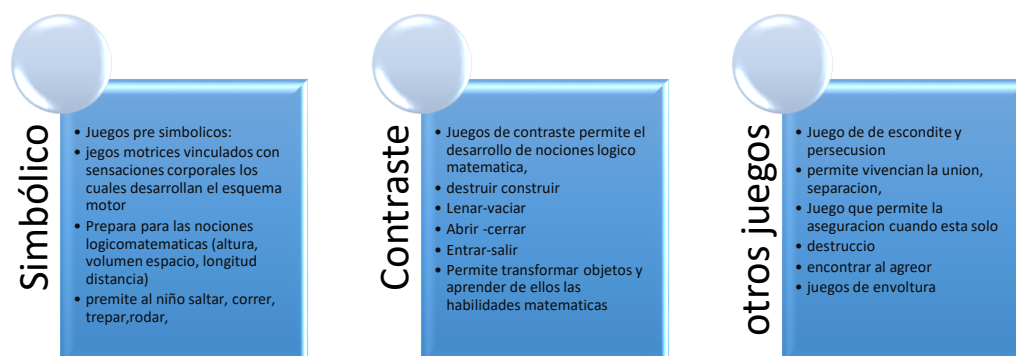 Simbólico
• Juegos pre simbolicos:
• jegos motrices vinculados con
sensaciones corporales los
cuales desarrollan el esquema
motor
• Prepara para las nociones
logicomatematicas (altura,
volumen espacio, longitud
distancia)
• premite al niño saltar, correr,
trepar,rodar,
Contraste
• Juegos de contraste permite el
desarrollo de nociones logico
matematica,
• destruir construir
• Lenar-vaciar
• Abrir -cerrar
• Entrar-salir
• Permite transformar objetos y
aprender de ellos las
habilidades matematicas
otros juegos
• Juego de de escondite y
persecusion
• permite vivencian la union,
separacion,
• Juego que permite la
aseguracion cuando esta solo
• destruccio
• encontrar al agreor
• juegos de envoltura